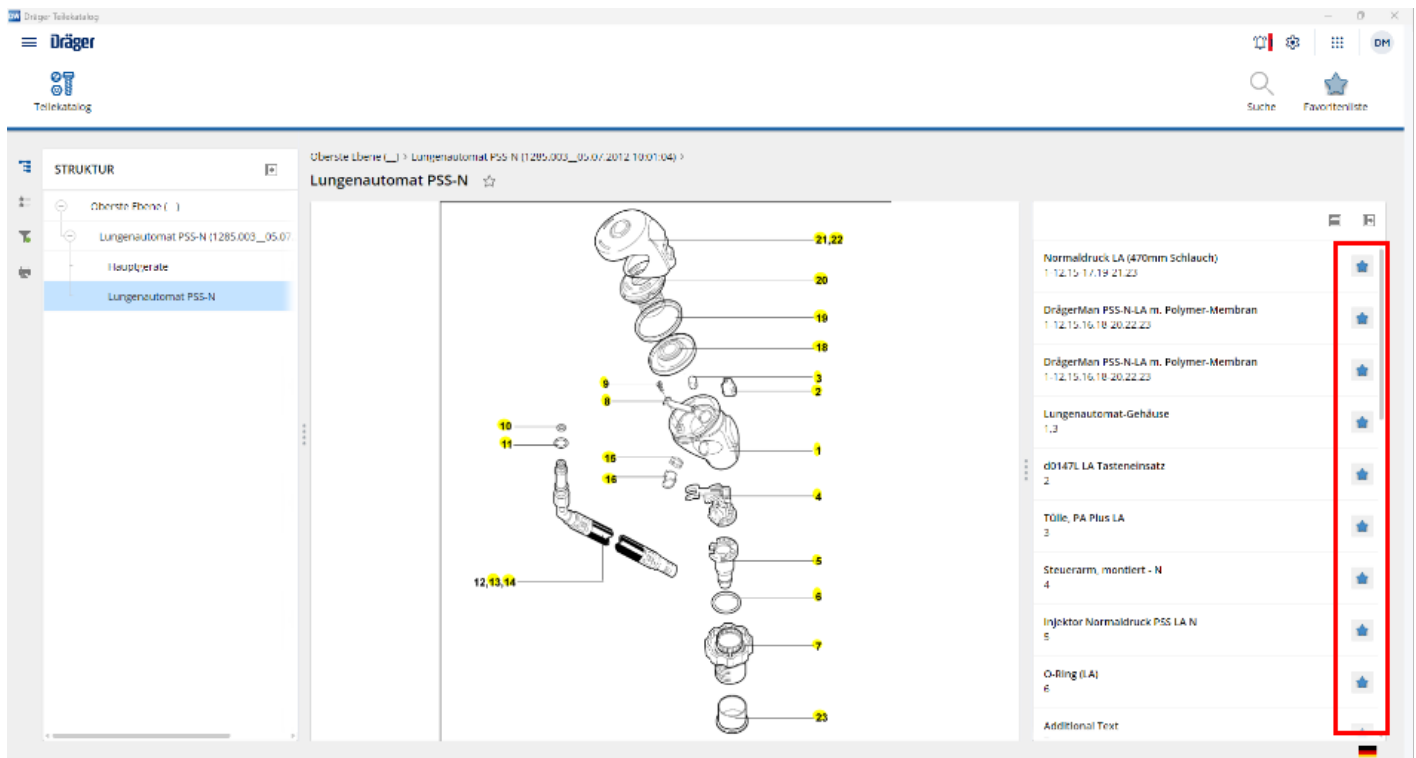 DW Dräger Teilekatalog
Dräger
DM
Teilekatalog
Suche
Favoritenliste
STRUKTUR
Oberste Ebene (__)
Lungenautomat PSS-N (1285.003__05.07.
Hauptgeräte
Lungenautomat PSS-N
Oberste Ebene (__) > Lungenautomat PSS-N (1285.003__05.07.2012 10:01:04) >
Lungenautomat PSS-N
21,22
20
19
18
3
9
2
8
10
11
1
15
16
4
5
12,13,14
6
7
23
Normaldruck LA (470mm Schlauch)
1-12.15-17.19-21.23
DrägerMan PSS-N-LA m. Polymer-Membran
1-12.15.16.18-20.22.23
DrägerMan PSS-N-LA m. Polymer-Membran
1-12.15.16.18-20.22.23
Lungenautomat-Gehäuse
1,3
d0147L LA Tasteneinsatz
2
Tülle, PA Plus LA
3
Steuerarm, montiert - N
4
Injektor Normaldruck PSS LA N
5
O-Ring (LA)
6
Additional Text